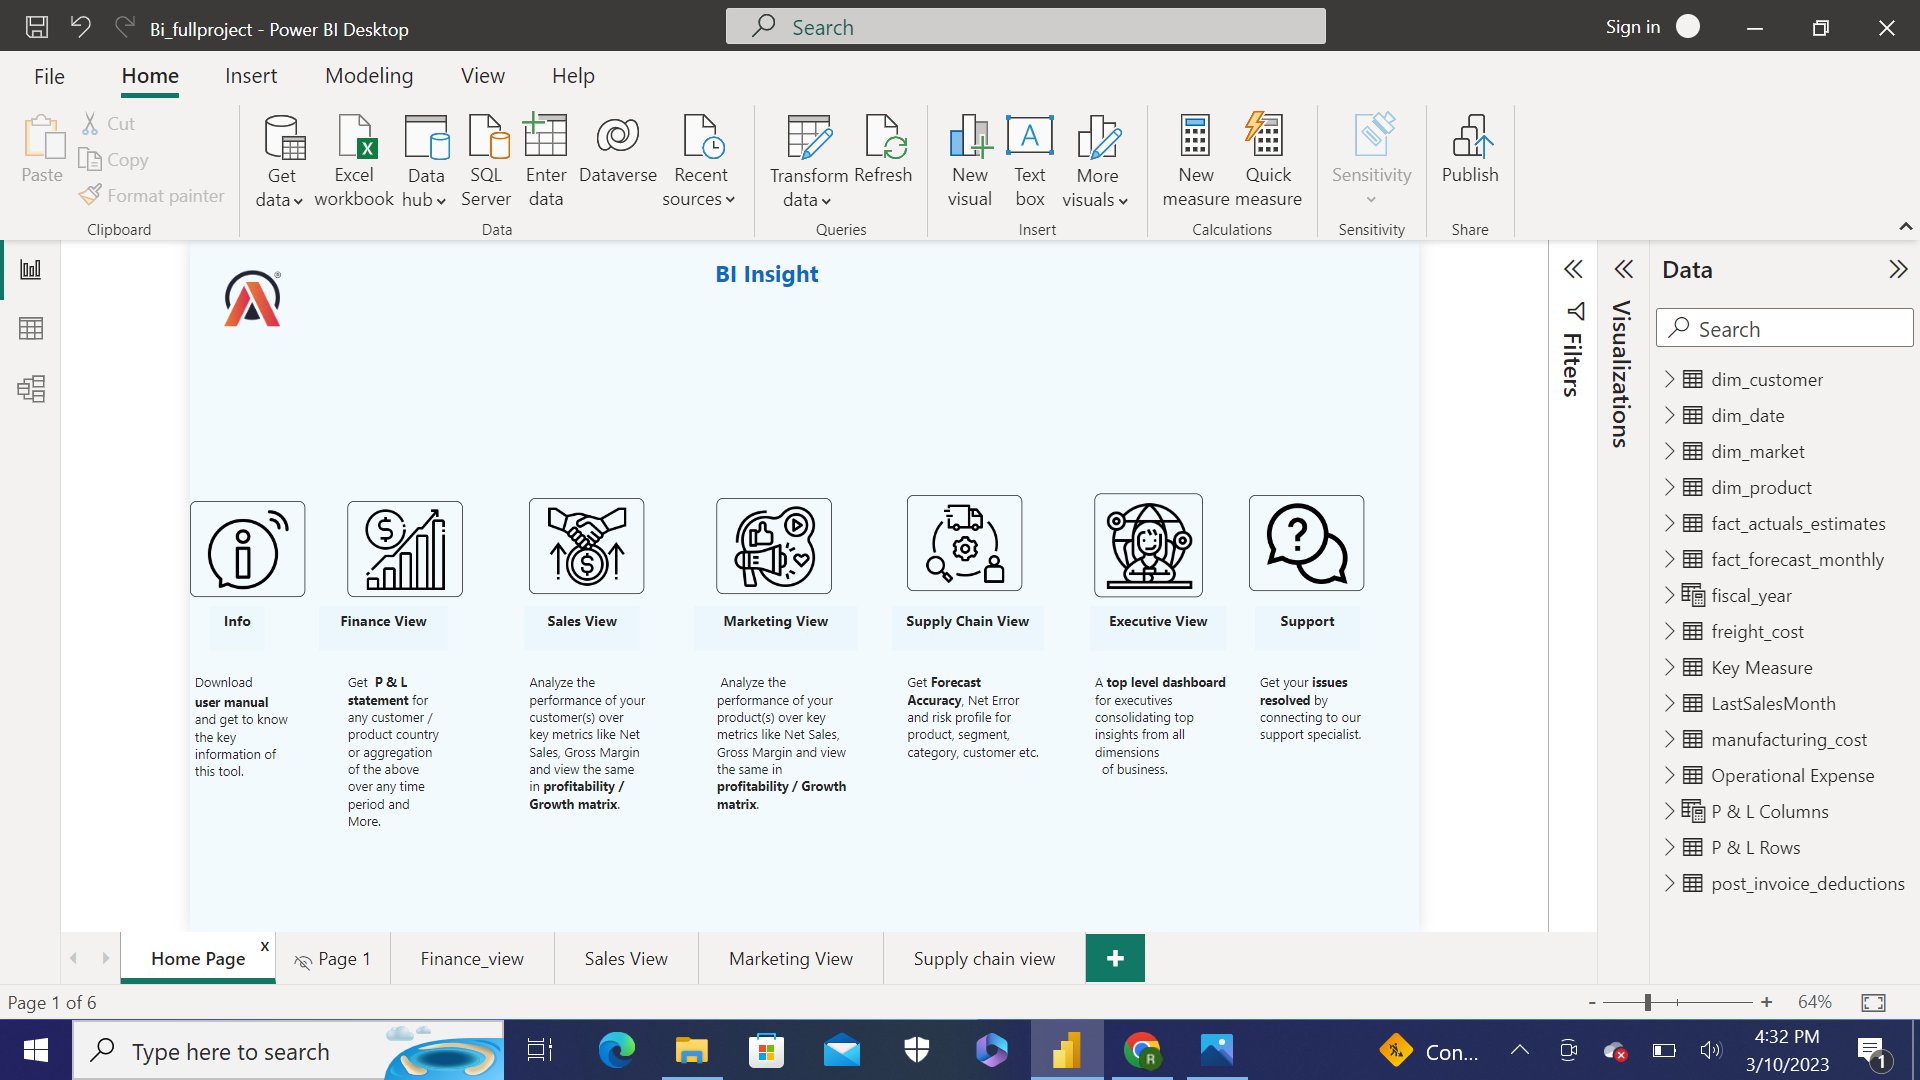 Bi_fullproject - Power BI Desktop
Search
Sign in
File
Home
Insert
Modeling
View
Help
Paste
Cut
Copy
Format painter
Clipboard
Get data
Excel workbook
Data hub
SQL Server
Enter data
Dataverse
Recent sources
Data
Transform data
Refresh
Queries
New visual
Text box
More visuals
Insert
New measure
Quick measure
Calculations
Sensitivity
Sensitivity
Publish
Share
BI Insight
Info
Finance View
Sales View
Marketing View
Supply Chain View
Executive View
Support
Download
user manual
and get to know
the key
information of
this tool.
Get P & L
statement for
any customer /
product country
or aggregation
of the above
over any time
period and
More.
Analyze the
performance of your
customer(s) over
key metrics like Net
Sales, Gross Margin
and view the same
in profitability /
Growth matrix.
Analyze the
performance of your
product(s) over key
metrics like Net Sales,
Gross Margin and view
the same in
profitability / Growth
matrix.
Get Forecast
Accuracy, Net Error
and risk profile for
product, segment,
category, customer etc.
A top level dashboard
for executives
consolidating top
insights from all
dimensions
of business.
Get your issues
resolved by
connecting to our
support specialist.
Filters
Visualizations
Data
Search
dim_customer
dim_date
dim_market
dim_product
fact_actuals_estimates
fact_forecast_monthly
fiscal_year
freight_cost
Key Measure
LastSalesMonth
manufacturing_cost
Operational Expense
P & L Columns
P & L Rows
post_invoice_deductions
Home Page
x
Page 1
Finance_view
Sales View
Marketing View
Supply chain view
+
Page 1 of 6
- + 64%
Type here to search
R
Con...
4:32 PM
3/10/2023
1